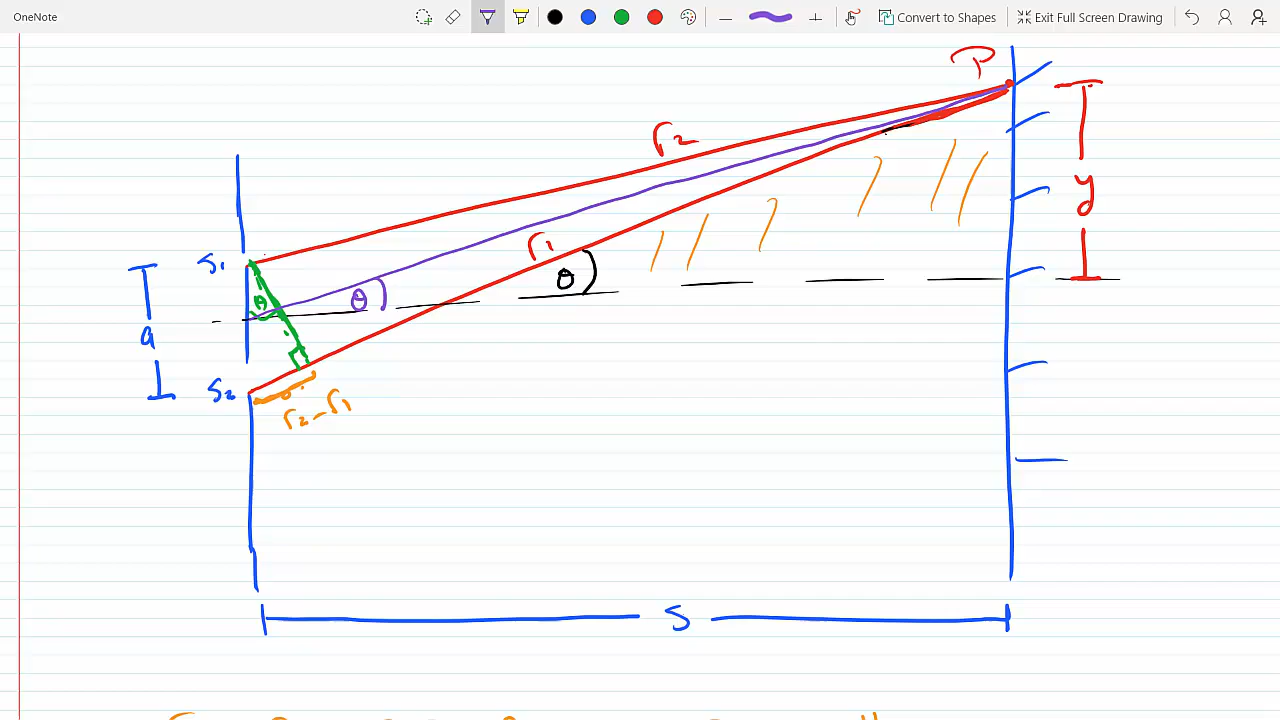 OneNote
Convert to Shapes
Exit Full Screen Drawing
P
r2
y
S1
r1
θ
θ
θ
a
S2
r2-r1
S